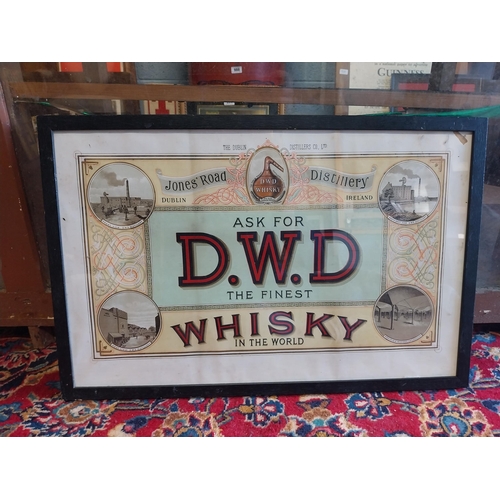 GUINNESS
THE DUBLIN DISTILLERS CO. LTD
Jones' Road Distillery
DUBLIN
D.W.D
WHISKY
IRELAND
ASK FOR
D.W.D
THE FINEST
WHISKY
IN THE WORLD